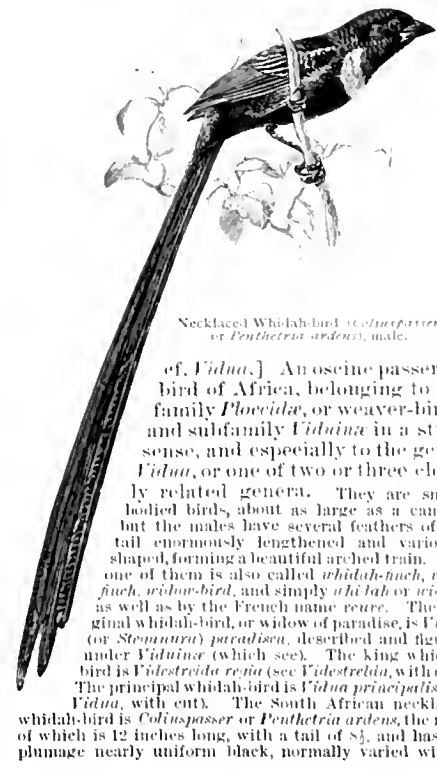 Necklaced Whidah-bird (Coliuspasser
or Penthetria ardens), male.
cf. Vidua.] An oscine passer
bird of Africa, belonging to
family Ploceidæ, or weaver-bir
and subfamily Viduinæ in a st
sense, and especially to the ge
Vidua, or one of two or three clo
ly related genera. They are sm
bodied birds, about as large as a can
but the males have several feathers of
tail enormously lengthened and vario
shaped, forming a beautiful arched train.
one of them is also called whidah-finch,
finch, widow-bird, and simply whidah or wi
as well as by the French name veuve. The
ginal whidah-bird, or widow of paradise, is V
(or Steganura) paradisea, described and figu
under Viduinæ (which see). The king whi
bird is Videstrelda regia (see Videstrelda, with
The principal whidah-bird is Vidua principalis
Vidua, with cut). The South African neckl
whidah-bird is Coliuspasser or Penthetria ardens, the
of which is 12 inches long, with a tail of 8½, and has
plumage nearly uniform black, normally varied wi